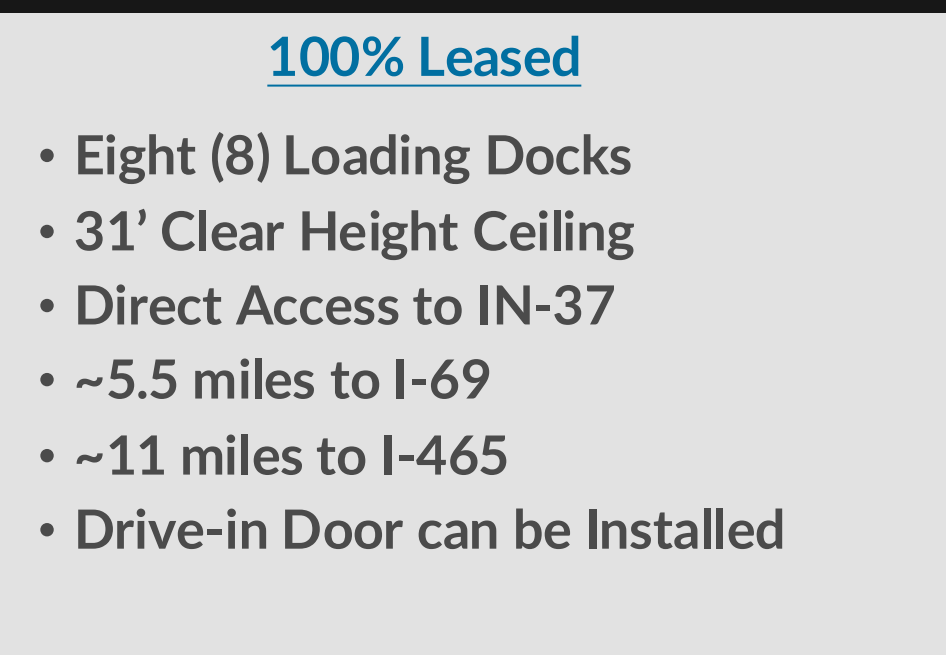 100% Leased
• Eight (8) Loading Docks
• 31’ Clear Height Ceiling
• Direct Access to IN-37
• ~5.5 miles to I-69
• ~11 miles to I-465
• Drive-in Door can be Installed